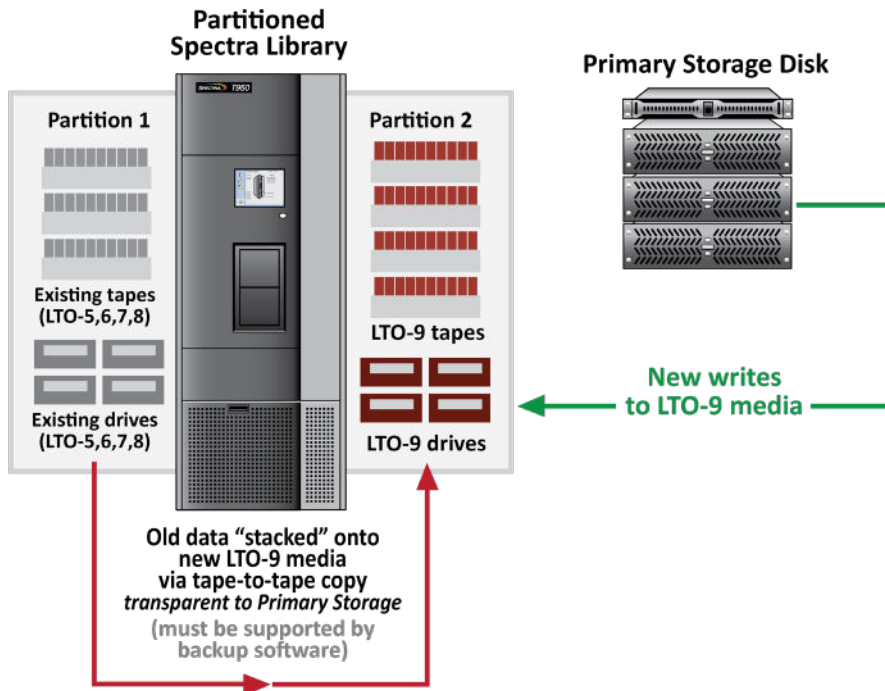 Partitioned
Spectra Library
SPECTRA T950
Primary Storage Disk
Partition 1
Existing tapes
(LTO-5,6,7,8)
Existing drives
(LTO-5,6,7,8)
Partition 2
LTO-9 tapes
LTO-9 drives
New writes
to LTO-9 media
Old data “stacked” onto
new LTO-9 media
via tape-to-tape copy
transparent to Primary Storage
(must be supported by
backup software)